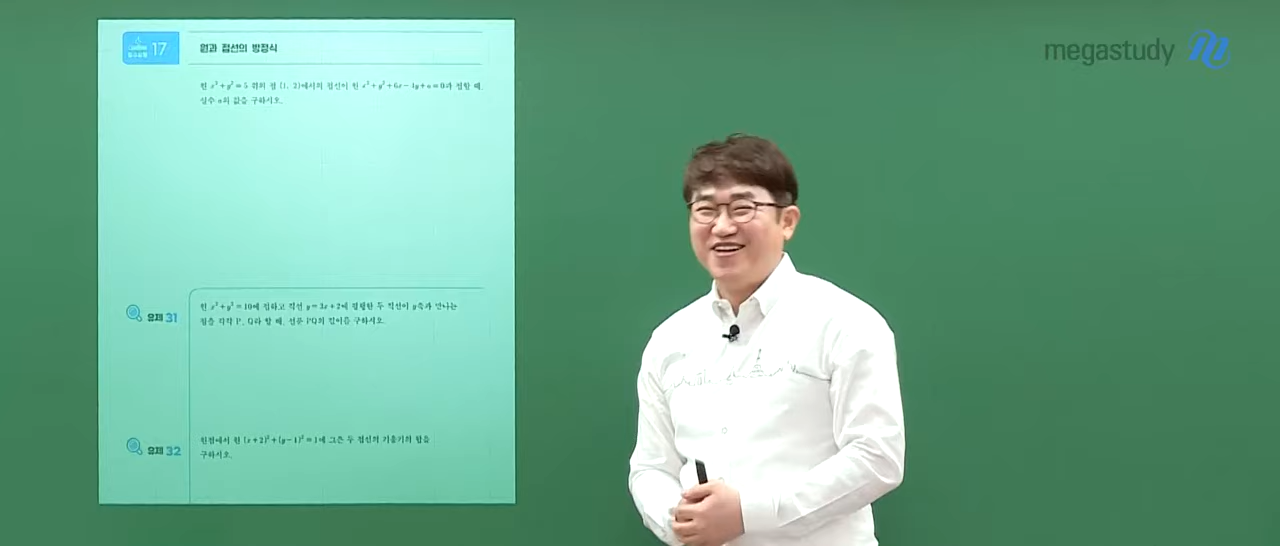 필수유형 17
원과 접선의 방정식
megastudy
원 x²+y²=5 위의 점 (1, 2)에서의 접선이 원 x²+y²+6x-4y+a=0과 접할 때,
실수 a의 값을 구하시오.
유제 31
원 x²+y²=10에 접하고 직선 y=3x+2에 평행한 두 직선이 y축과 만나는
점을 각각 P, Q라 할 때, 선분 PQ의 길이를 구하시오.
유제 32
원점에서 원 (x+2)²+(y-1)²=1에 그은 두 접선의 기울기의 합을
구하시오.